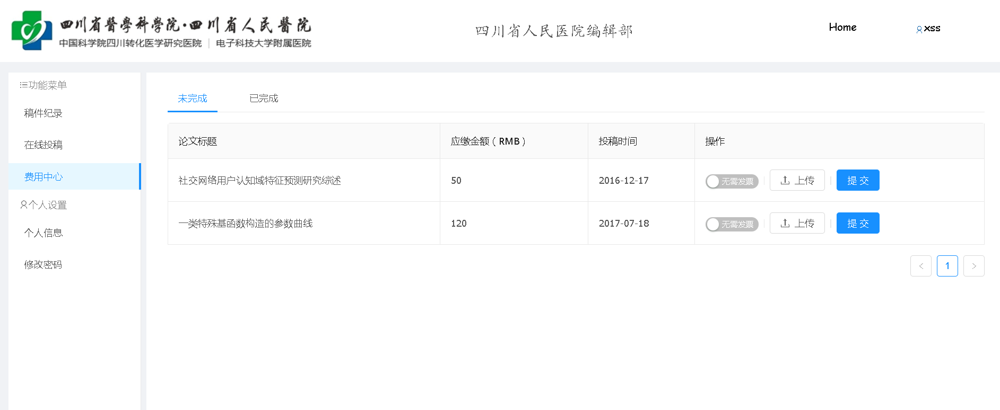 四川省醫學科学院·四川省人民醫院
中国科学院四川转化医学研究医院 | 电子科技大学附属医院
四川省人民医院编辑部
Home
xss
功能菜单
稿件纪录
在线投稿
费用中心
个人设置
个人信息
修改密码
未完成 已完成
论文标题 应缴金额（RMB） 投稿时间 操作
社交网络用户认知域特征预测研究综述 50 2016-12-17 无需发票 上传 提 交
一类特殊基函数构造的参数曲线 120 2017-07-18 无需发票 上传 提 交
< 1 >